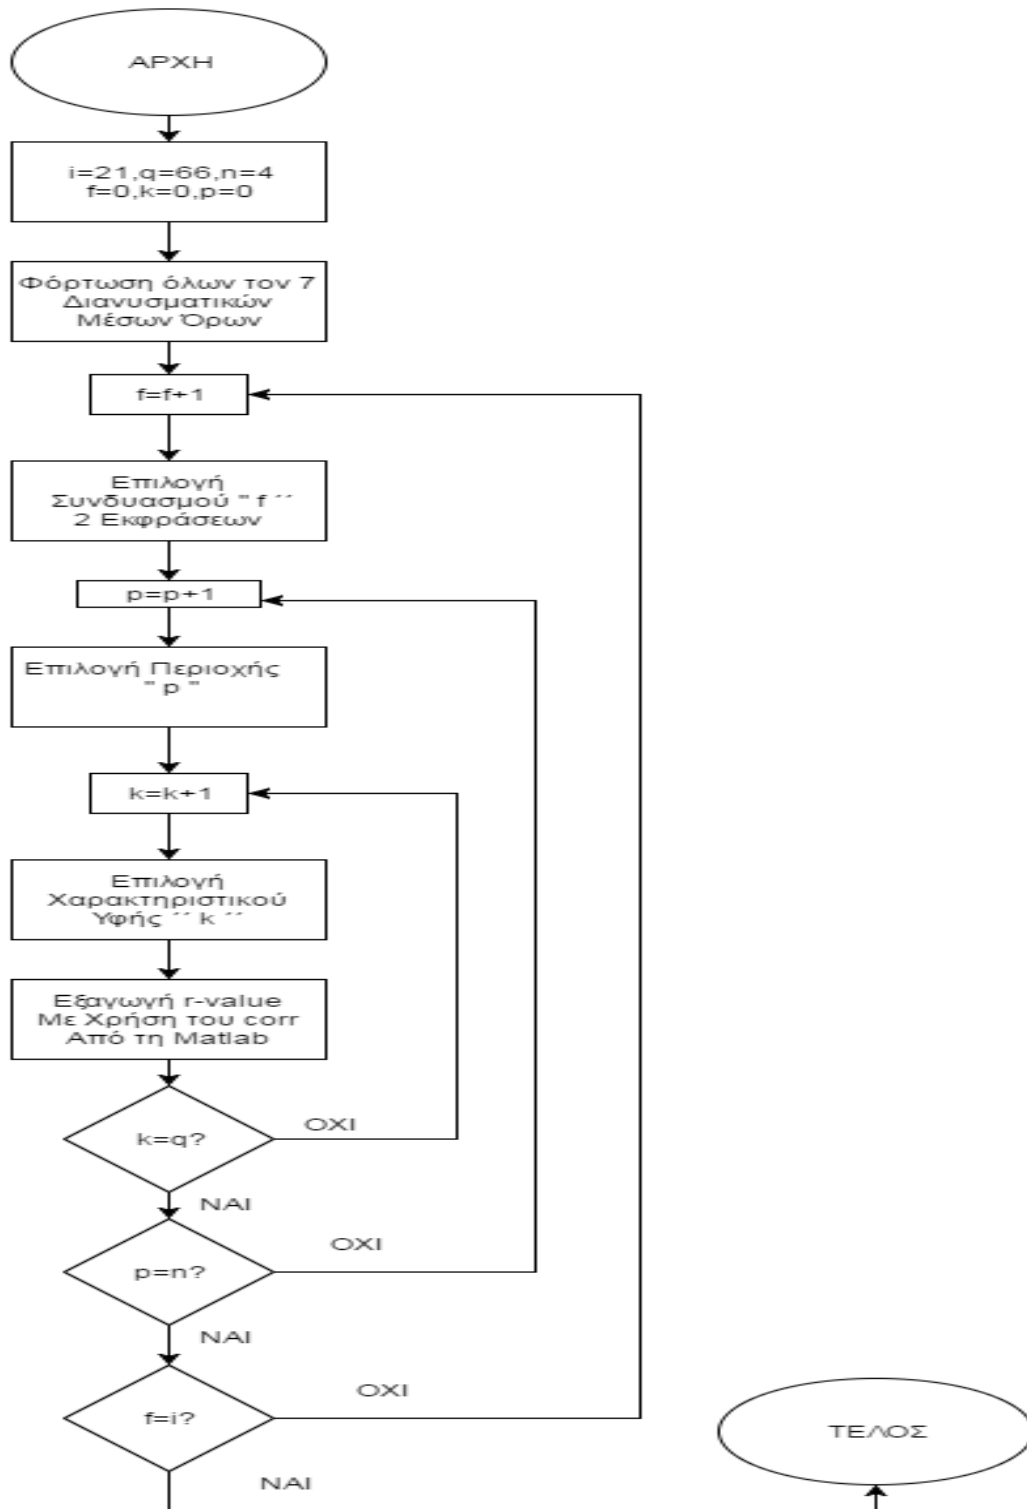 ΑΡΧΗ
i=21,q=66,n=4
f=0,k=0,p=0
Φόρτωση όλων τον 7
Διανυσματικών
Μέσων Όρων
f=f+1
Επιλογή
Συνδυασμού " f ´´
2 Εκφράσεων
p=p+1
Επιλογή Περιοχής
" p "
k=k+1
Επιλογή
Χαρακτηριστικού
Υφής ´´ k ´´
Εξαγωγή r-value
Με Χρήση του corr
Από τη Matlab
k=q?
ΟΧΙ
ΝΑΙ
p=n?
ΟΧΙ
ΝΑΙ
f=i?
ΟΧΙ
ΝΑΙ
ΤΕΛΟΣ